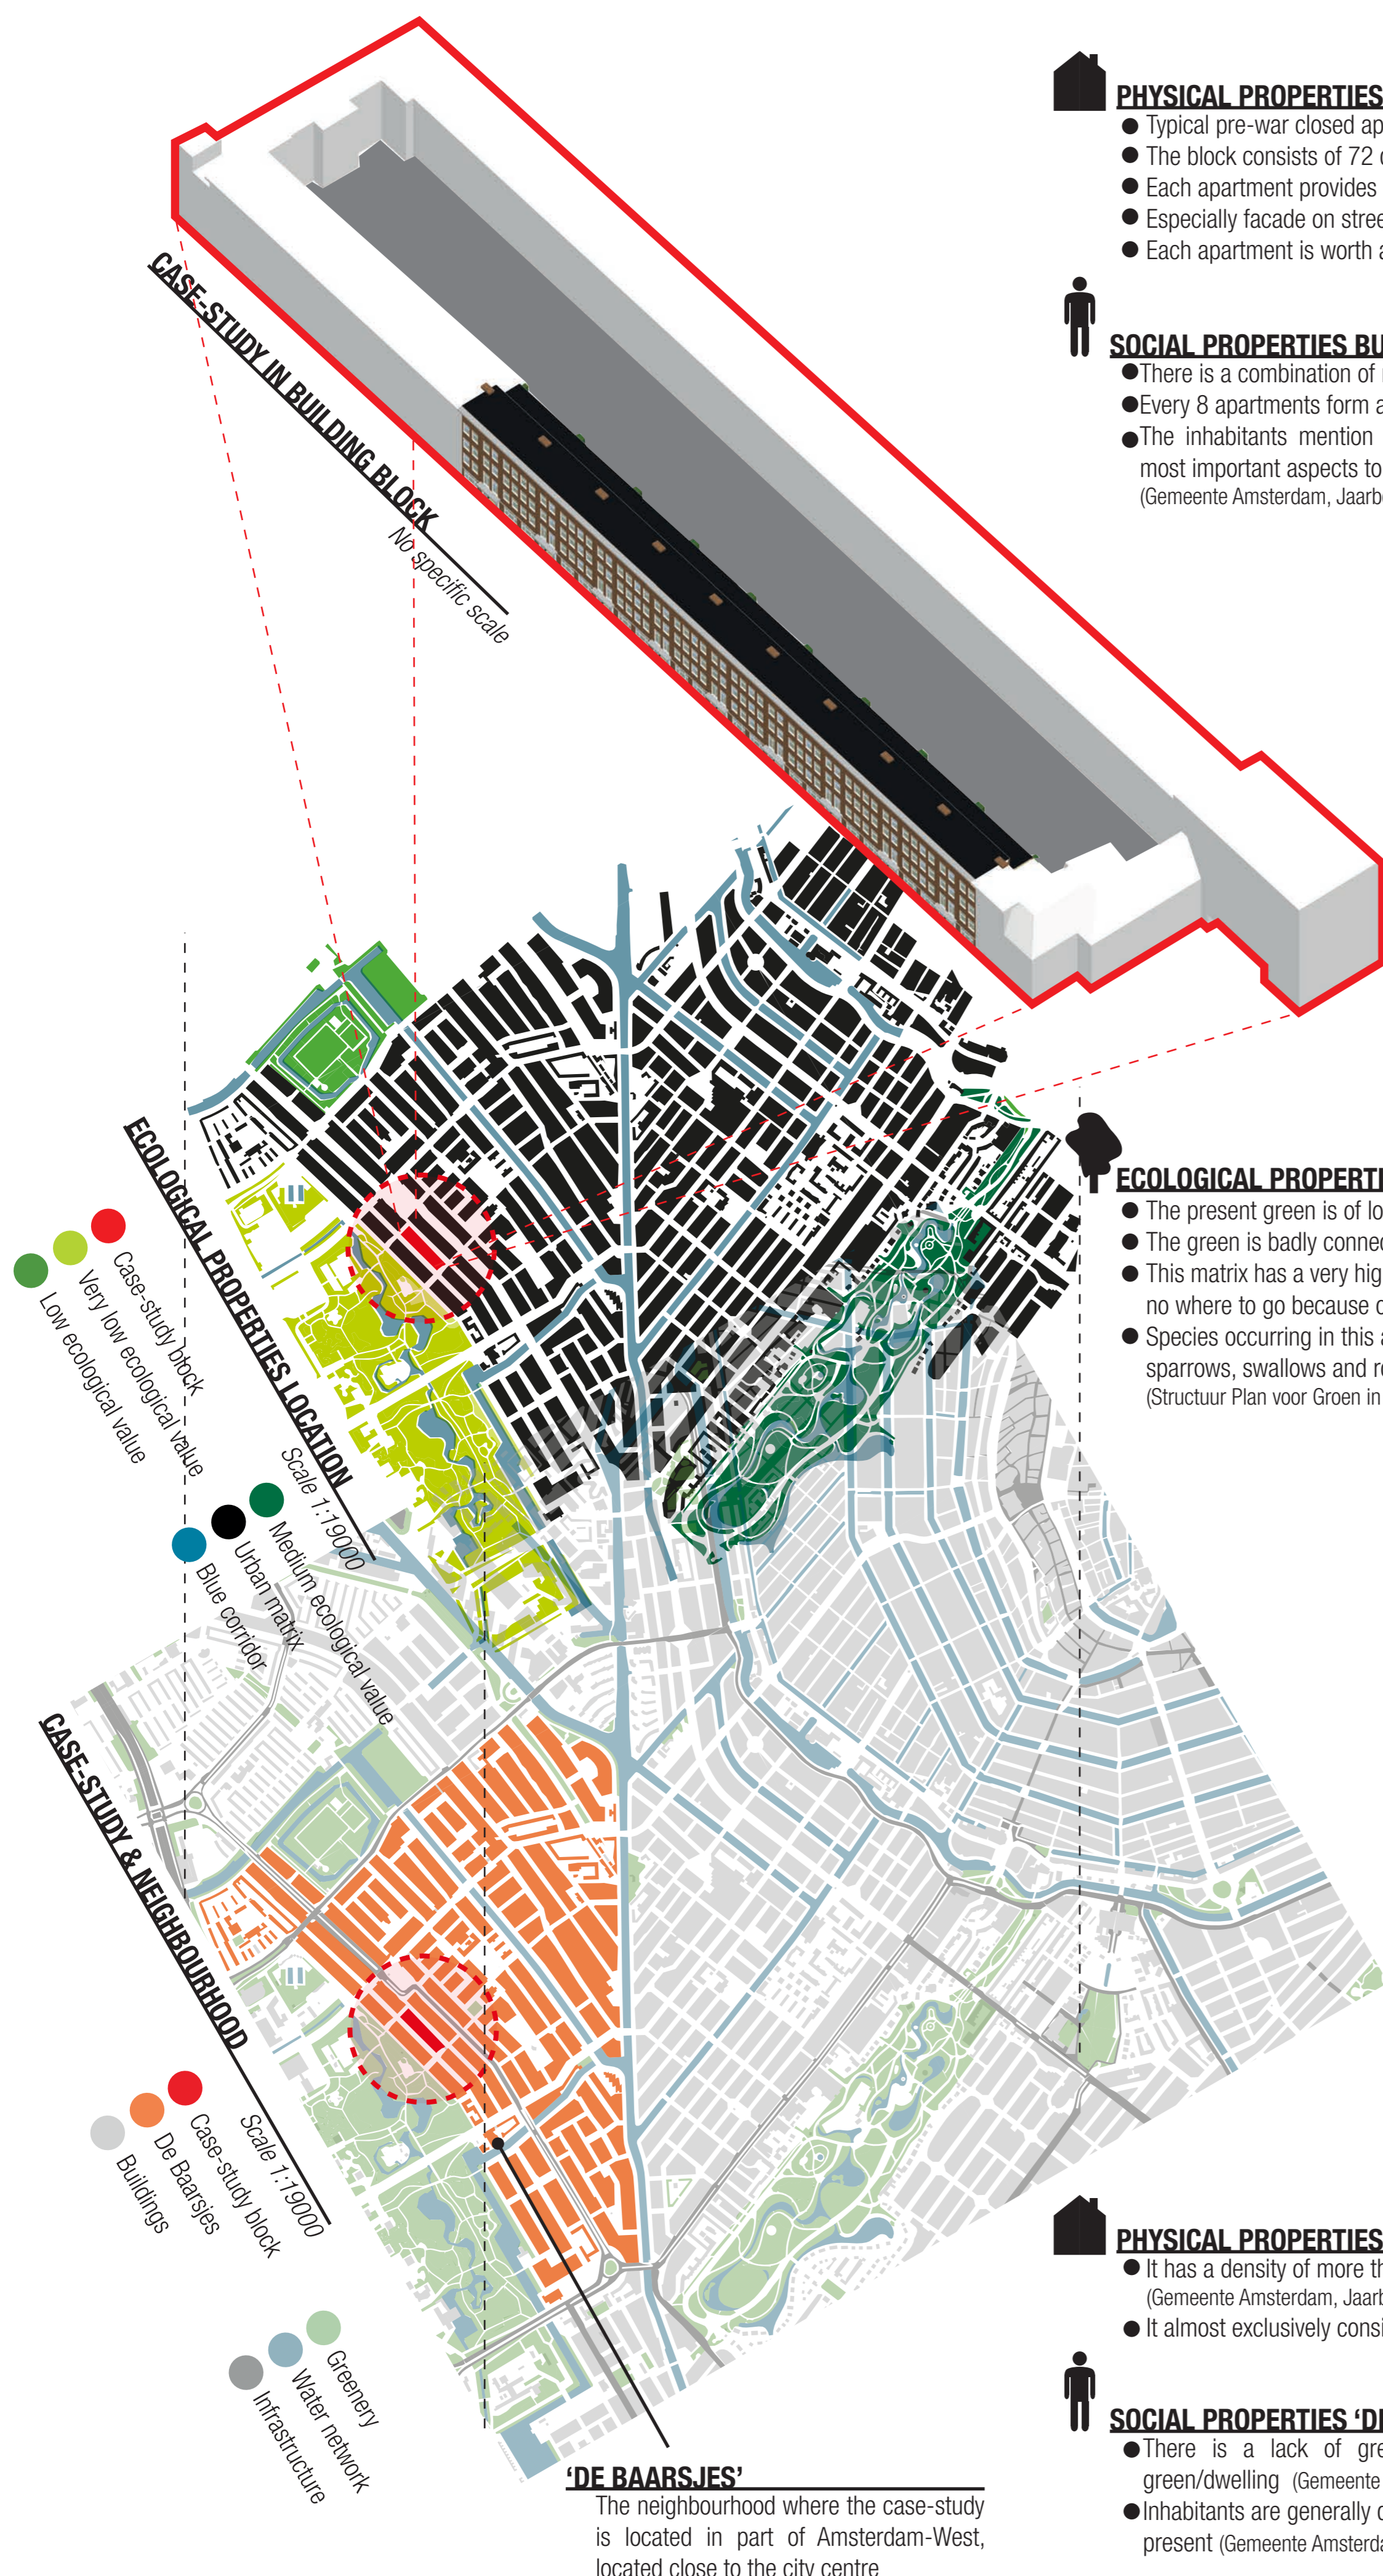 PHYSICAL PROPERTIES
● Typical pre-war closed ap
● The block consists of 72
● Each apartment provides
● Especially facade on stree
● Each apartment is worth a
SOCIAL PROPERTIES BU
● There is a combination of
● Every 8 apartments form a
● The inhabitants mention
most important aspects to
(Gemeente Amsterdam, Jaarb
CASE-STUDY IN BUILDING BLOCK
No specific scale
ECOLOGICAL PROPERTIES LOCATION
Scale 1:19000
Case-study block
Very low ecological value
Low ecological value
Medium ecological value
Urban matrix
Blue corridor
ECOLOGICAL PROPERTI
● The present green is of lo
● The green is badly connec
● This matrix has a very hig
no where to go because o
● Species occurring in this a
sparrows, swallows and r
(Structuur Plan voor Groen in
CASE-STUDY & NEIGHBOURHOOD
Scale 1:19000
Case-study block
De Baarsjes
Buildings
Greenery
Water network
Infrastructure
‘DE BAARSJES’
The neighbourhood where the case-study
is located in part of Amsterdam-West,
located close to the city centre
PHYSICAL PROPERTIES
● It has a density of more th
(Gemeente Amsterdam, Jaarb
● It almost exclusively consi
SOCIAL PROPERTIES ‘D
● There is a lack of gre
green/dwelling (Gemeente
● Inhabitants are generally
present (Gemeente Amsterda